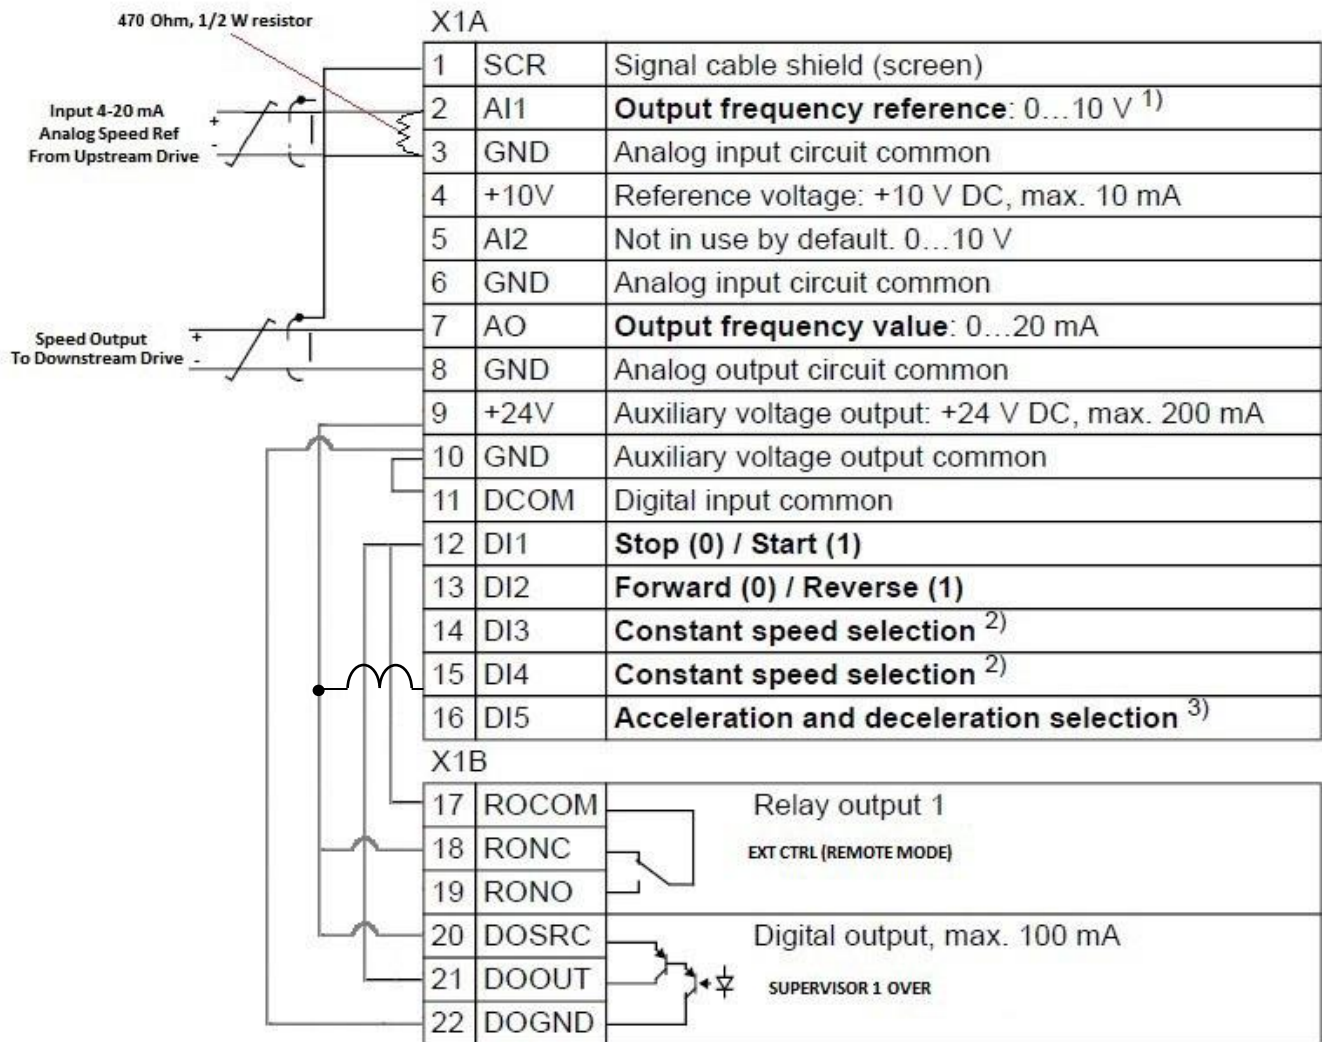 470 Ohm, 1/2 W resistor
X1A
1 SCR Signal cable shield (screen)
Input 4-20 mA
Analog Speed Ref
From Upstream Drive
+
-
2 AI1 Output frequency reference: 0...10 V 1)
3 GND Analog input circuit common
4 +10V Reference voltage: +10 V DC, max. 10 mA
5 AI2 Not in use by default. 0...10 V
6 GND Analog input circuit common
Speed Output
To Downstream Drive
+
-
7 AO Output frequency value: 0...20 mA
8 GND Analog output circuit common
9 +24V Auxiliary voltage output: +24 V DC, max. 200 mA
10 GND Auxiliary voltage output common
11 DCOM Digital input common
12 DI1 Stop (0) / Start (1)
13 DI2 Forward (0) / Reverse (1)
14 DI3 Constant speed selection 2)
15 DI4 Constant speed selection 2)
16 DI5 Acceleration and deceleration selection 3)
X1B
17 ROCOM Relay output 1
18 RONC EXT CTRL (REMOTE MODE)
19 RONO
20 DOSRC Digital output, max. 100 mA
21 DOOUT SUPERVISOR 1 OVER
22 DOGND